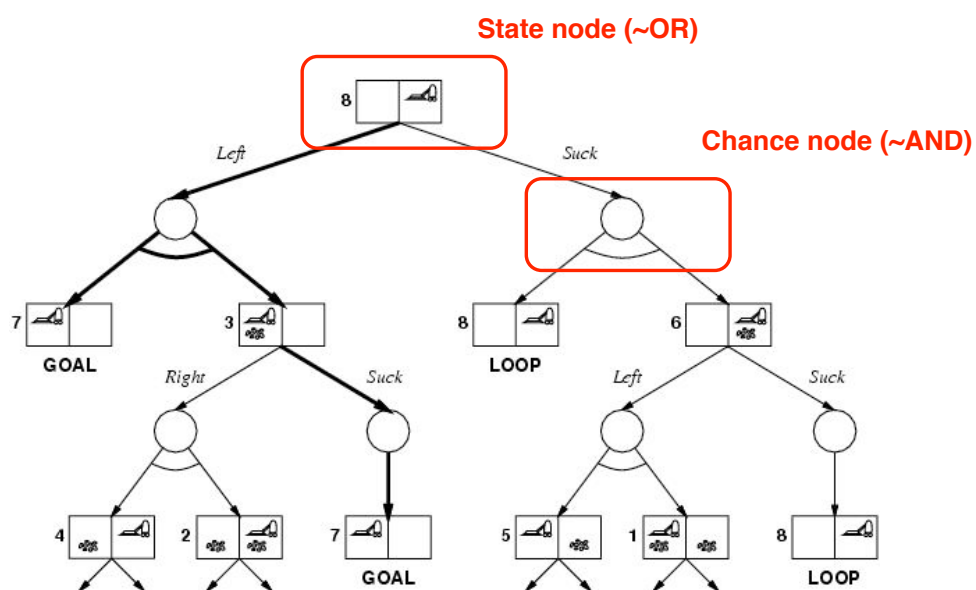 State node (~OR)
8
Chance node (~AND)
Left
Suck
7
3
8
6
GOAL
LOOP
Right
Suck
Left
Suck
4
2
7
5
1
8
GOAL
LOOP